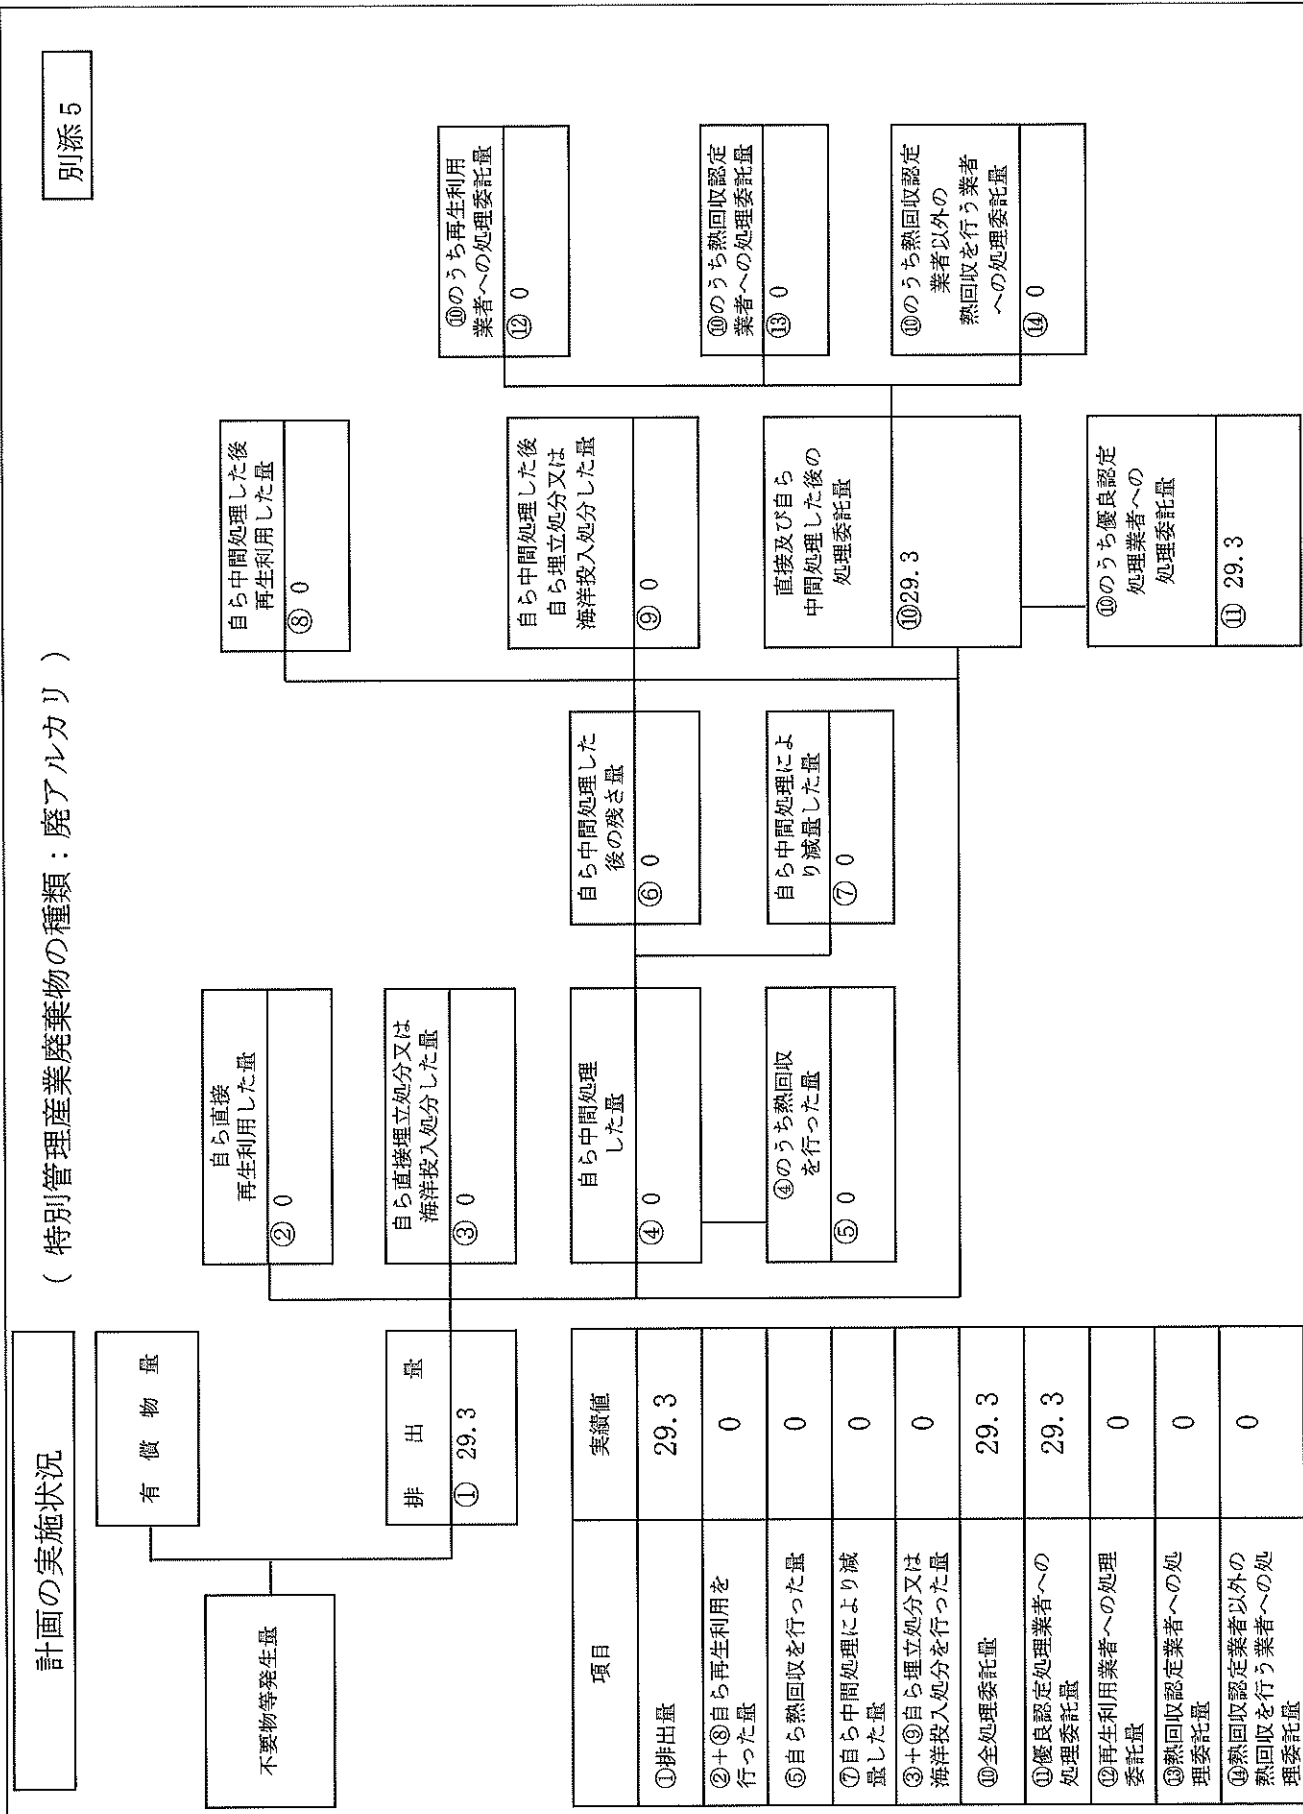 別添５
計画の実施状況
（ 特別管理産業廃棄物の種類：廃アルカリ ）
不要物等発生量
有 償 物 量
排 出 量
① 29.3
自ら直接
再生利用した量
② 0
自ら直接埋立処分又は
海洋投入処分した量
③ 0
自ら中間処理
した量
④ 0
④のうち熱回収
を行った量
⑤ 0
自ら中間処理した
後の残さ量
⑥ 0
自ら中間処理によ
り減量した量
⑦ 0
自ら中間処理した後
再生利用した量
⑧ 0
自ら中間処理した後
自ら埋立処分又は
海洋投入処分した量
⑨ 0
直接及び自ら
中間処理した後の
処理委託量
⑩29.3
⑩のうち優良認定
処理業者への
処理委託量
⑪ 29.3
⑩のうち再生利用
業者への処理委託量
⑫ 0
⑩のうち熱回収認定
業者への処理委託量
⑬ 0
⑩のうち熱回収認定
業者以外の
熱回収を行う業者
への処理委託量
⑭ 0
項目 実績値
①排出量 29.3
②＋⑧自ら再生利用を
行った量 0
⑤自ら熱回収を行った量 0
⑦自ら中間処理により減
量した量 0
③＋⑨自ら埋立処分又は
海洋投入処分を行った量 0
⑩全処理委託量 29.3
⑪優良認定処理業者への
処理委託量 29.3
⑫再生利用業者への処理
委託量 0
⑬熱回収認定業者への処
理委託量 0
⑭熱回収認定業者以外の
熱回収を行う業者への処
理委託量 0